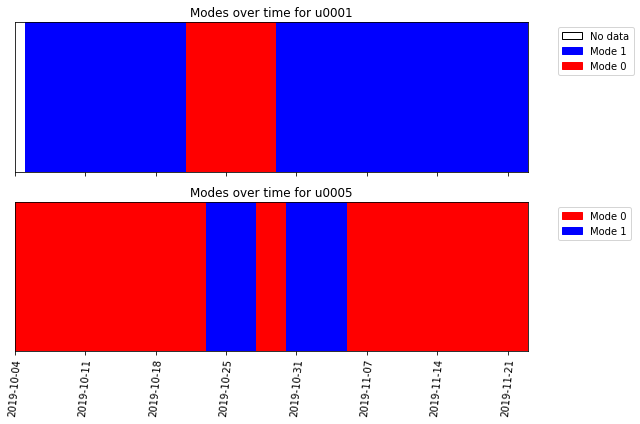 Modes over time for u0001
No data
Mode 1
Mode 0
Modes over time for u0005
Mode 0
Mode 1
2019-10-04
2019-10-11
2019-10-18
2019-10-25
2019-10-31
2019-11-07
2019-11-14
2019-11-21